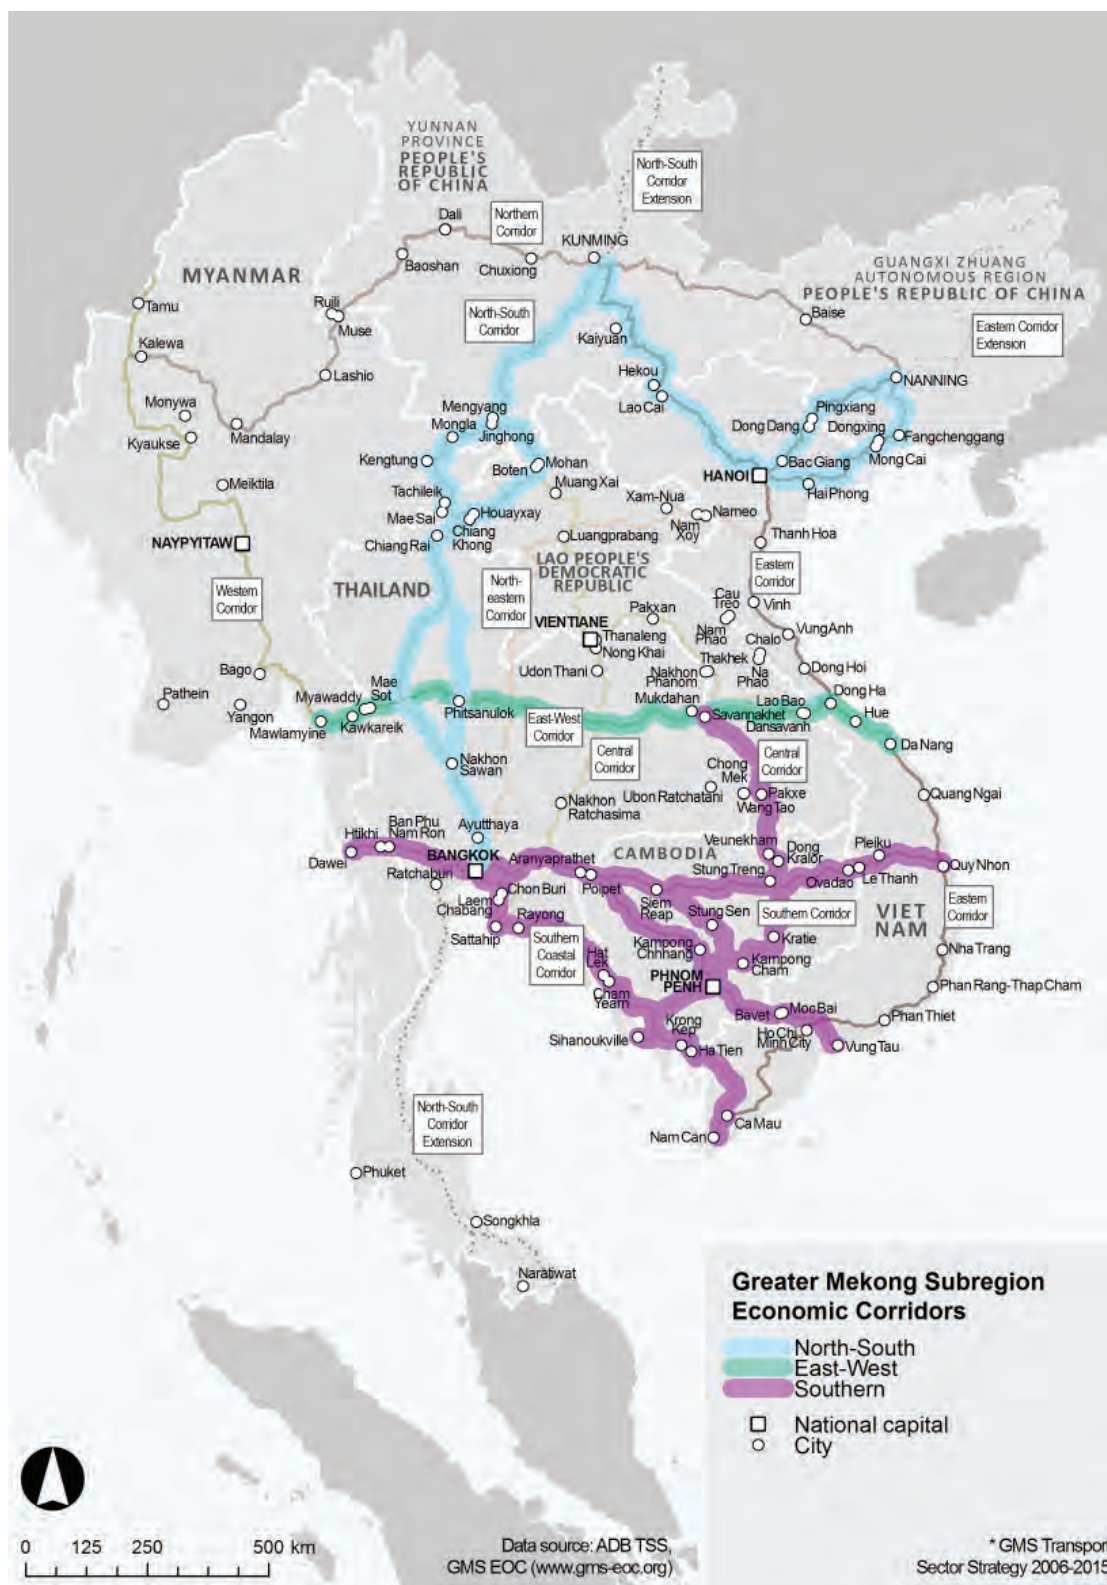 YUNNAN
PROVINCE
PEOPLE'S
REPUBLIC
OF CHINA
North-South
Corridor
Extension
Dali
Northern
Corridor
KUNMING
Baoshan
Chuxiong
GUANGXI ZHUANG
AUTONOMOUS REGION
PEOPLE'S REPUBLIC OF CHINA
MYANMAR
Tamu
Ruili
Muse
North-South
Corridor
Kaiyuan
Baise
Eastern Corridor
Extension
Kalewa
Lashio
Hekou
Lao Cai
NANNING
Monywa
Kyaukse
Mandalay
Mengyang
Mongla
Jinghong
Pingxiang
Dong Dang
Dongxing
Fangchenggang
Mong Cai
Kengtung
Boten
Mohan
Muang Xai
HANOI
Bac Giang
Hai Phong
Meiktila
Tachileik
Mae Sai
Houayxay
Chiang
Khong
Chiang Rai
Xam-Nua
Nameo
Nam
Xoy
Luangprabang
Thanh Hoa
NAYPYITAW
LAO PEOPLE'S
DEMOCRATIC
REPUBLIC
Eastern
Corridor
Western
Corridor
THAILAND
North-
eastern
Corridor
VIENTIANE
Thanaleng
Nong Khai
Pakxan
Cau
Treo
Nam
Phao
Vinh
Chalo
Vung Anh
Udon Thani
Nakhon
Phanom
Thakhek
Na
Phao
Dong Hoi
Bago
Pathein
Yangon
Mawlamyine
Myawaddy
Mae
Sot
Kawkareik
Phitsanulok
East-West
Corridor
Mukdahan
Savannakhet
Lao Bao
Dansavanh
Dong Ha
Hue
Da Nang
Central
Corridor
Central
Corridor
Nakhon
Sawan
Chong
Mek
Ubon Ratchatani
Wang Tao
Pakxe
Quang Ngai
Nakhon
Ratchasima
Ayutthaya
Htikhi
Ban Phu
Nam Ron
Dawei
BANGKOK
Ratchaburi
Aranyaprathet
Poipet
CAMBODIA
Veunekham
Dong
Kralor
Stung Treng
Pleiku
Ovadao
Le Thanh
Quy Nhon
Chon Buri
Laem
Chabang
Rayong
Sattahip
Siem
Reap
Stung Sen
Southern Corridor
VIET
NAM
Eastern
Corridor
Southern
Coastal
Corridor
Kampong
Chhnang
Kratie
Kampong
Cham
Nha Trang
Hat
Lek
Cham
Yearn
PHNOM
PENH
Phan Rang-Thap Cham
Bavet
Moc Bai
Phan Thiet
Krong
Kep
Ho Chi
Minh City
Vung Tau
Sihanoukville
Ha Tien
Ca Mau
Nam Can
North-South
Corridor
Extension
Phuket
Songkhla
Naratiwat
Greater Mekong Subregion
Economic Corridors
North-South
East-West
Southern
National capital
City
0 125 250 500 km
Data source: ADB TSS,
GMS EOC (www.gms-eoc.org)
* GMS Transpor
Sector Strategy 2006-2015